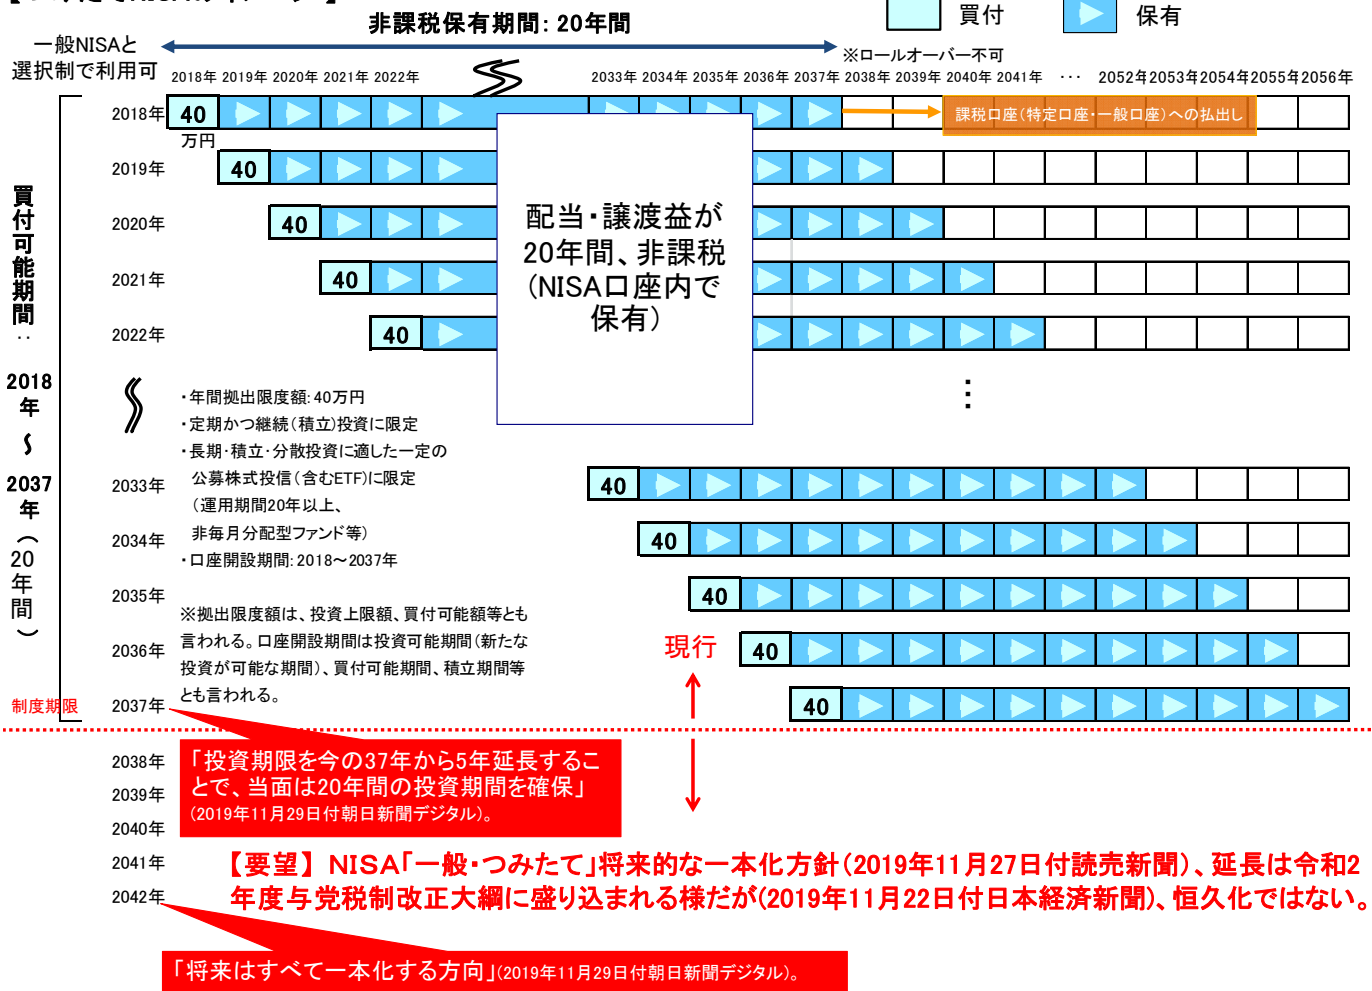 非課税保有期間: 20年間
買付
保有
一般NISAと
選択制で利用可
※ロールオーバー不可
2018年 2019年 2020年 2021年 2022年 2033年 2034年 2035年 2036年 2037年 2038年 2039年 2040年 2041年 ・・・ 2052年 2053年 2054年 2055年 2056年
2018年 40
万円
課税口座(特定口座・一般口座)への払出し
2019年 40
2020年 40
2021年 40
2022年 40
配当・譲渡益が
20年間、非課税
(NISA口座内で
保有)
買付可能期間:2018年~2037年(20年間)
・年間拠出限度額: 40万円
・定期かつ継続(積立)投資に限定
・長期・積立・分散投資に適した一定の
公募株式投信(含むETF)に限定
(運用期間20年以上、
非毎月分配型ファンド等)
・口座開設期間: 2018~2037年
※拠出限度額は、投資上限額、買付可能額等とも
言われる。口座開設期間は投資可能期間(新たな
投資が可能な期間)、買付可能期間、積立期間等
とも言われる。
2033年 40
2034年 40
2035年 40
2036年 40
2037年 40
現行
制度期限
2038年
2039年
2040年
2041年
2042年
「投資期限を今の37年から5年延長するこ
とで、当面は20年間の投資期間を確保」
(2019年11月29日付朝日新聞デジタル)。
【要望】 NISA「一般・つみたて」将来的な一本化方針(2019年11月27日付読売新聞)、延長は令和2
年度与党税制改正大綱に盛り込まれる様だが(2019年11月22日付日本経済新聞)、恒久化ではない。
「将来はすべて一本化する方向」(2019年11月29日付朝日新聞デジタル)。